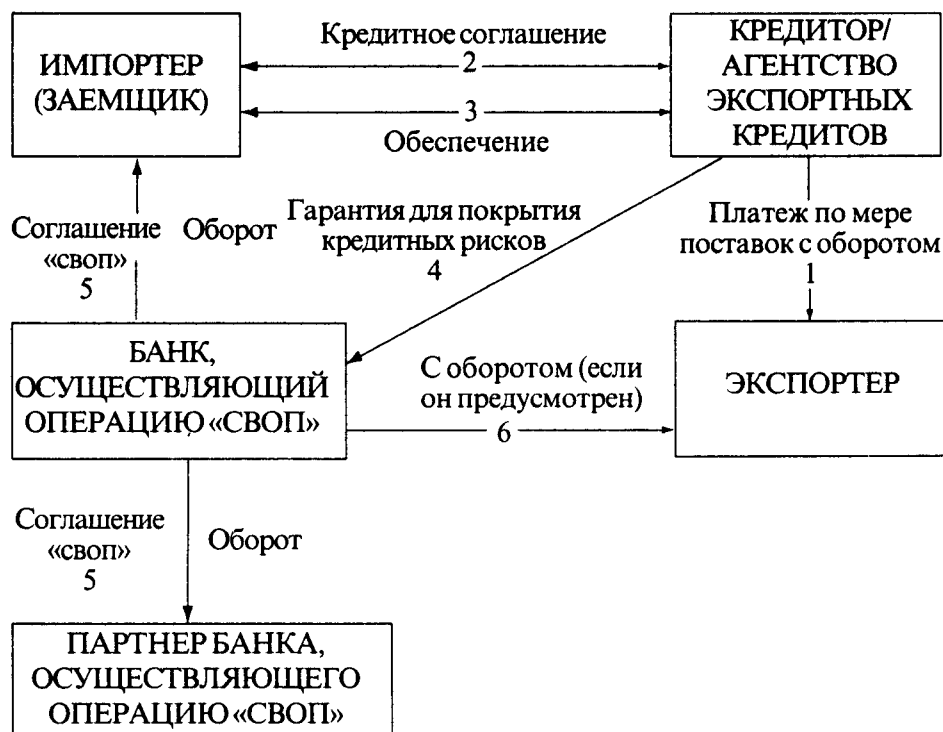 ИМПОРТЕР
(ЗАЕМЩИК)
Кредитное соглашение
2
3
Обеспечение
КРЕДИТОР/
АГЕНТСТВО
ЭКСПОРТНЫХ
КРЕДИТОВ
Соглашение
«своп»
5
Оборот
Гарантия для покрытия
кредитных рисков
4
Платеж по мере
поставок с оборотом
1
БАНК,
ОСУЩЕСТВЛЯЮЩИЙ
ОПЕРАЦИЮ «СВОП»
С оборотом (если
он предусмотрен)
6
ЭКСПОРТЕР
Соглашение
«своп»
5
Оборот
ПАРТНЕР БАНКА,
ОСУЩЕСТВЛЯЮЩЕГО
ОПЕРАЦИЮ «СВОП»